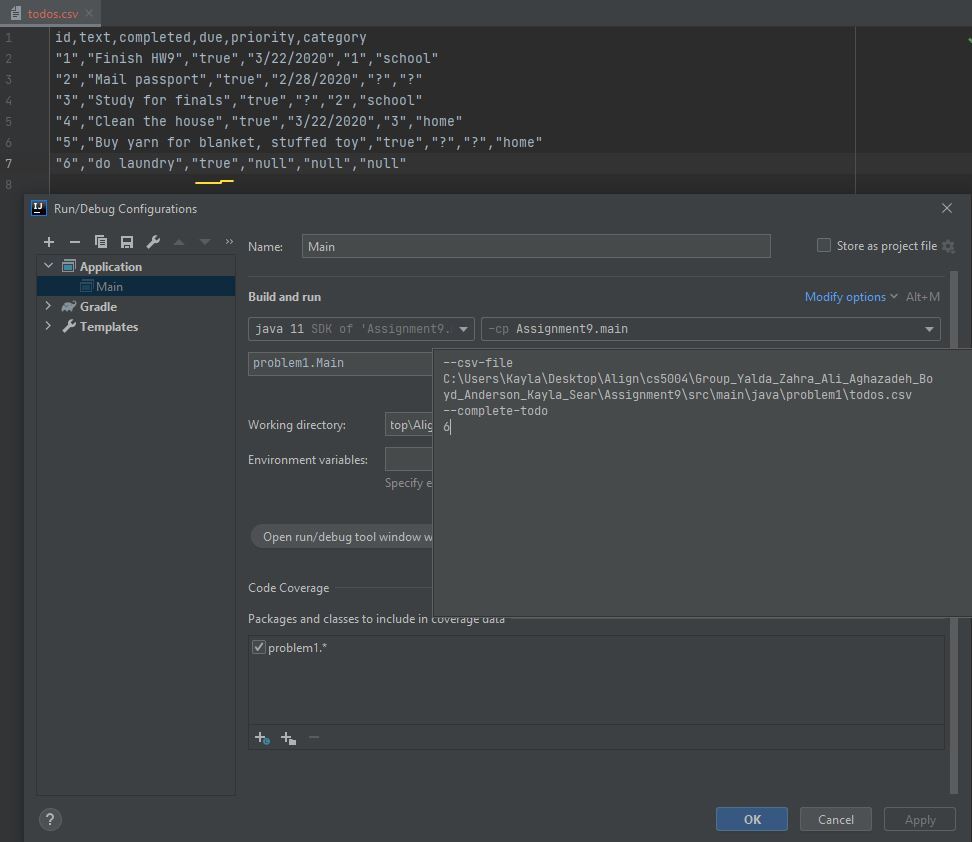 todos.csv
1 id,text,completed,due,priority,category
2 "1","Finish HW9","true","3/22/2020","1","school"
3 "2","Mail passport","true","2/28/2020","?","?"
4 "3","Study for finals","true","?","2","school"
5 "4","Clean the house","true","3/22/2020","3","home"
6 "5","Buy yarn for blanket, stuffed toy","true","?","?","home"
7 "6","do laundry","true","null","null","null"
8
IJ Run/Debug Configurations
Name: Main Store as project file
Application
Main
Gradle
Templates
Build and run Modify options Alt+M
java 11 SDK of 'Assignment9. -cp Assignment9.main
problem1.Main
--csv-file
C:\Users\Kayla\Desktop\Align\cs5004\Group_Yalda_Zahra_Ali_Aghazadeh_Bo
yd_Anderson_Kayla_Sear\Assignment9\src\main\java\problem1\todos.csv
--complete-todo
6
Working directory: top\Alig
Environment variables:
Specify e
Open run/debug tool window w
Code Coverage
Packages and classes to include in coverage data
problem1.*
? OK Cancel Apply